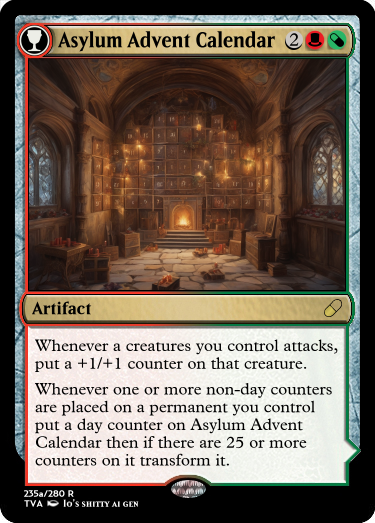 Asylum Advent Calendar 2
Artifact
Whenever a creatures you control attacks,
put a +1/+1 counter on that creature.
Whenever one or more non-day counters
are placed on a permanent you control
put a day counter on Asylum Advent
Calendar then if there are 25 or more
counters on it transform it.
235a/280 R
TVA Io's shitty ai gen